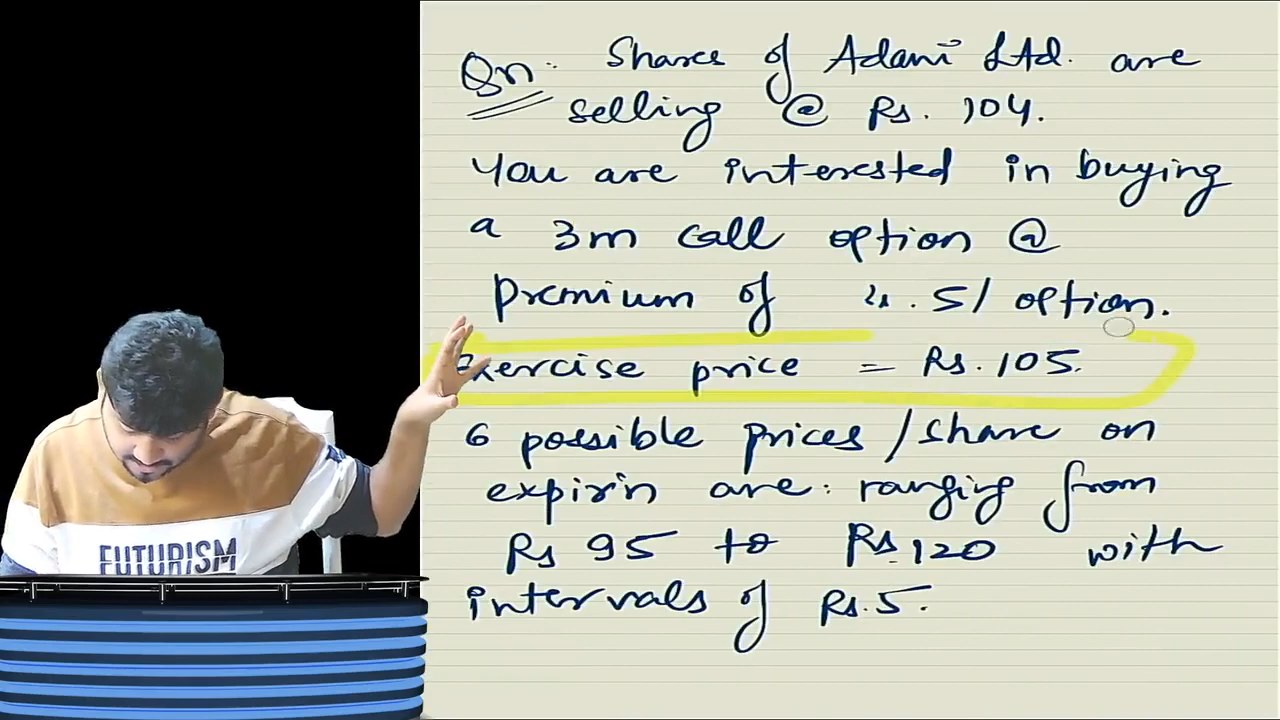 Qn:- Shares of Adani Ltd. are
selling @ Rs. 104.
You are interested in buying
a 3m call option @
premium of 5/ option.
Exercise price = Rs. 105.
6 possible prices/share on
expirin are: ranging from
Rs 95 to Rs.120 with
intervals of Rs.5.
FUTURISM